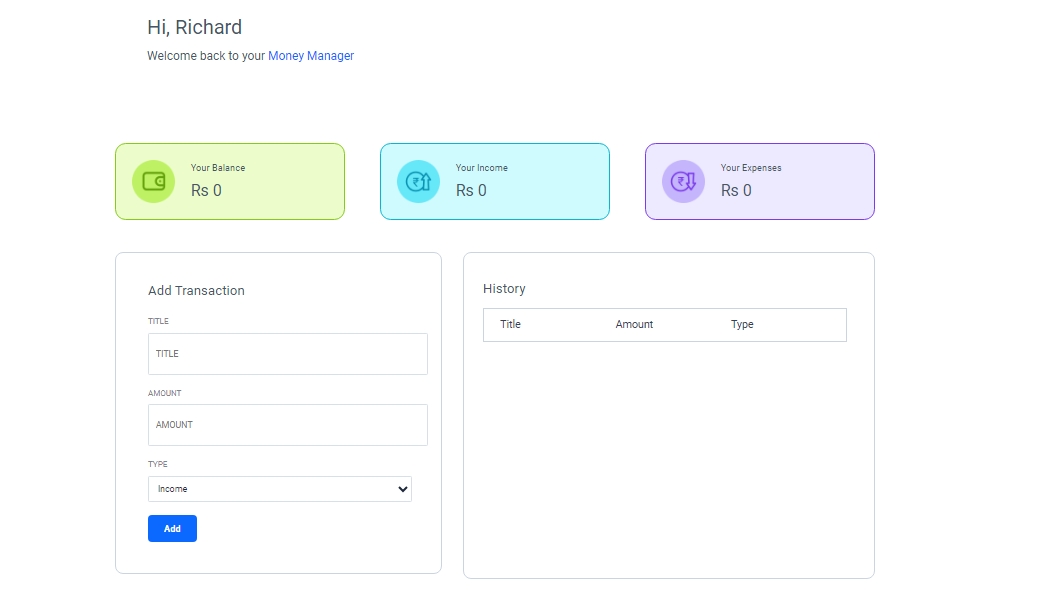 Hi, Richard
Welcome back to your Money Manager
Your Balance
Rs 0
Your Income
Rs 0
Your Expenses
Rs 0
Add Transaction
TITLE
TITLE
AMOUNT
AMOUNT
TYPE
Income
Add
History
Title Amount Type